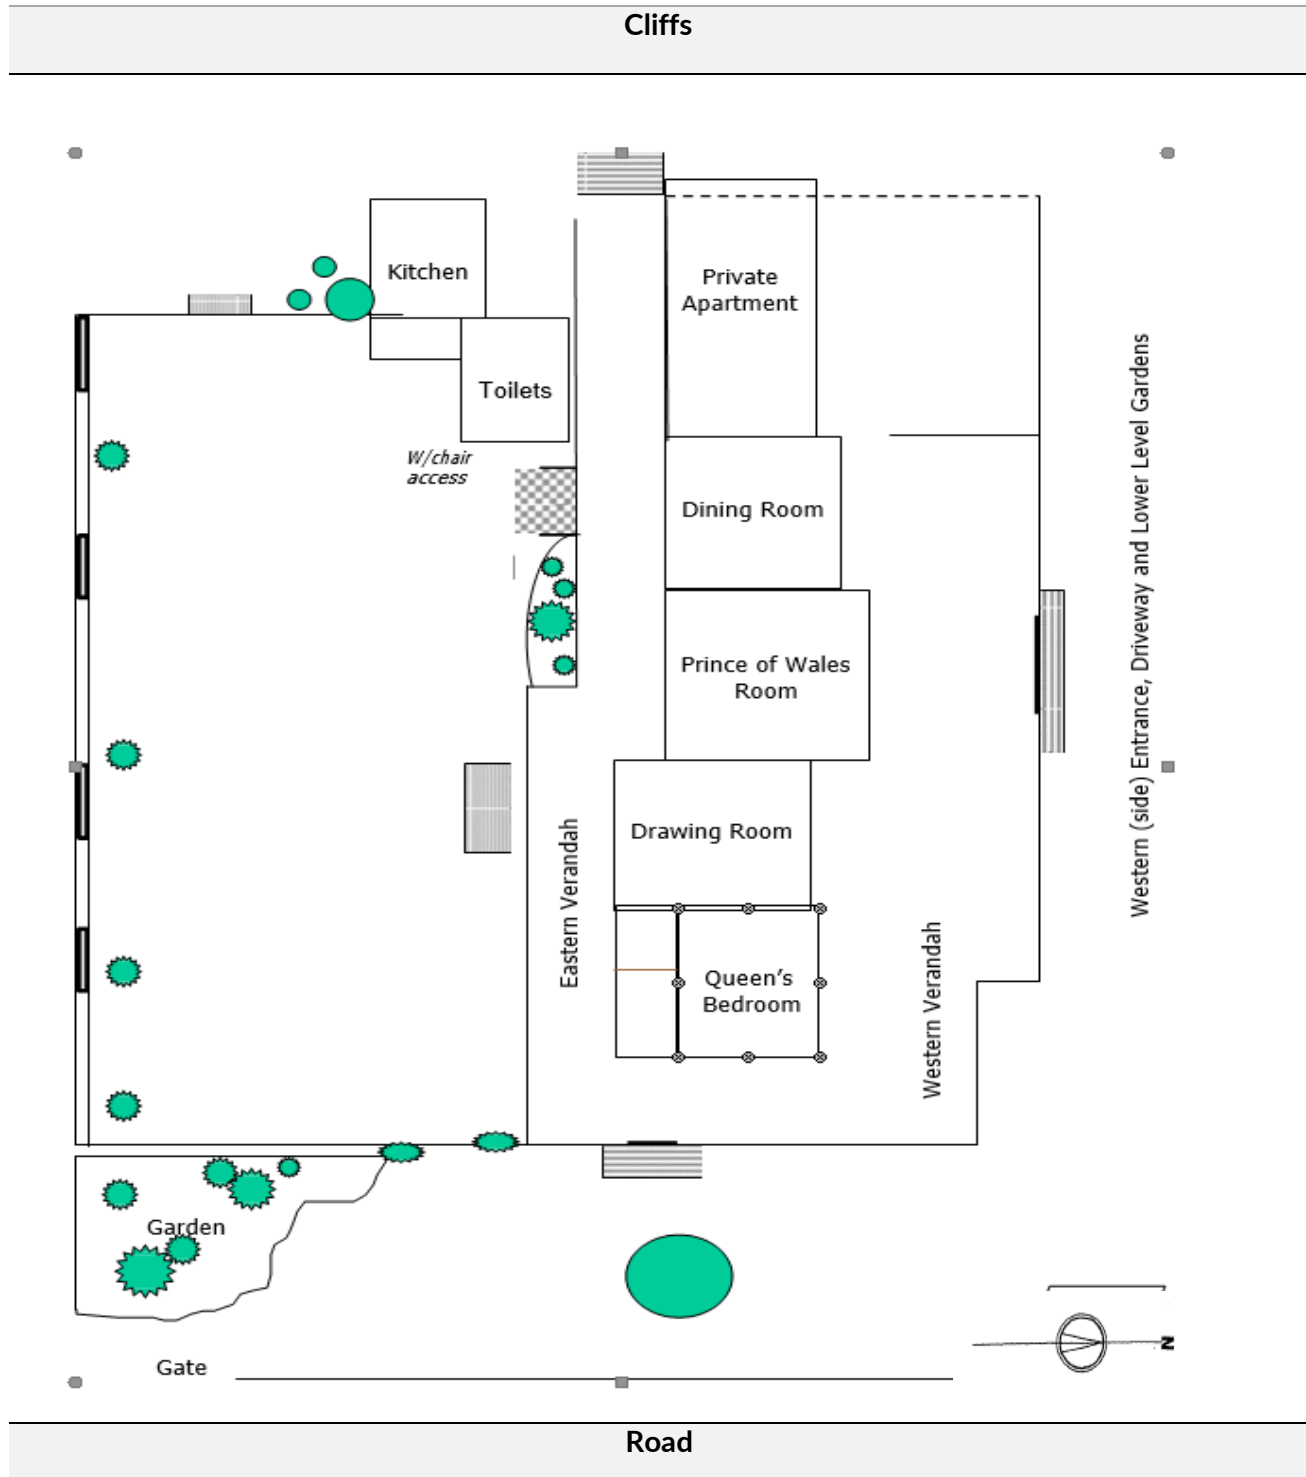 Cliffs
Kitchen
Private
Apartment
Toilets
W/chair
access
Dining Room
Prince of Wales
Room
Drawing Room
Eastern Verandah
Queen’s
Bedroom
Western Verandah
Western (side) Entrance, Driveway and Lower Level Gardens
Garden
Gate
N
Road